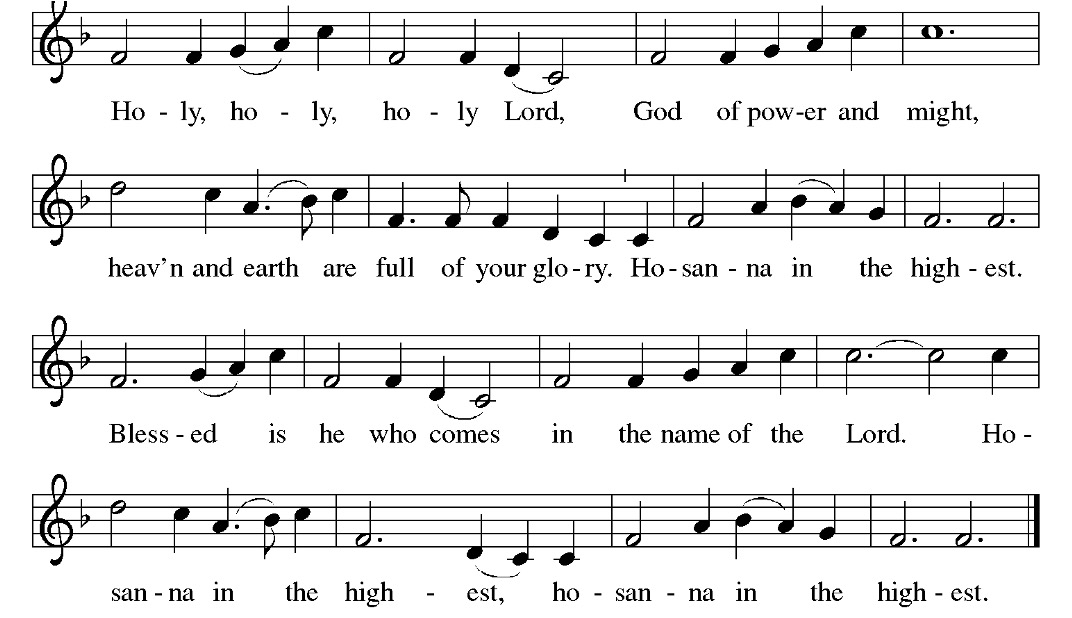 Ho - ly, ho - ly, ho - ly Lord, God of pow-er and might,
heav'n and earth are full of your glo-ry. Ho-san - na in the high - est.
Bless - ed is he who comes in the name of the Lord. Ho -
san - na in the high - est, ho - san - na in the high - est.